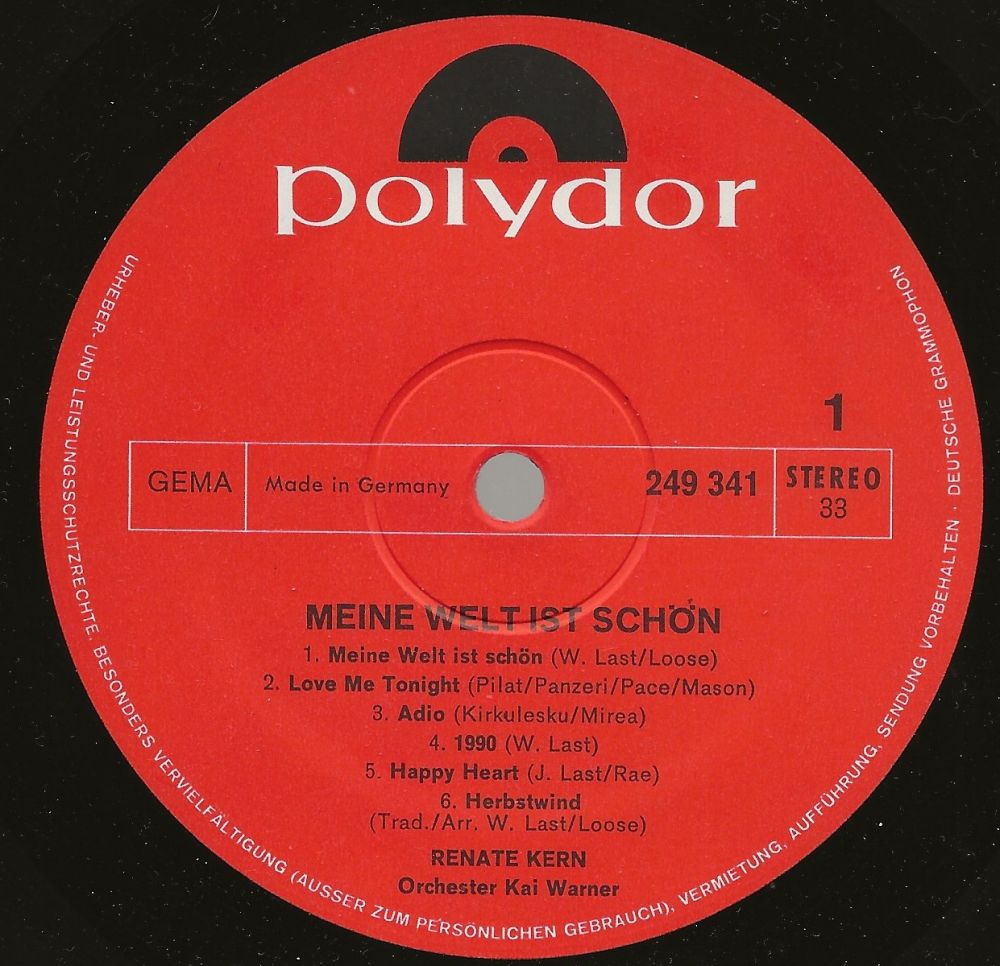 polydor
1
GEMA
Made in Germany
249 341
STEREO
33
MEINE WELT IST SCHÖN
1. Meine Welt ist schön (W. Last/Loose)
2. Love Me Tonight (Pilat/Panzeri/Pace/Mason)
3. Adio (Kirkulesku/Mirea)
4. 1990 (W. Last)
5. Happy Heart (J. Last/Rae)
6. Herbstwind
(Trad./Arr. W. Last/Loose)
RENATE KERN
Orchester Kai Warner
URHEBER- UND LEISTUNGSSCHUTZRECHTE, BESONDERS VERVIELFÄLTIGUNG (AUSSER ZUM PERSÖNLICHEN GEBRAUCH), VERMIETUNG, AUFFÜHRUNG, SENDUNG VORBEHALTEN · DEUTSCHE GRAMMOPHON